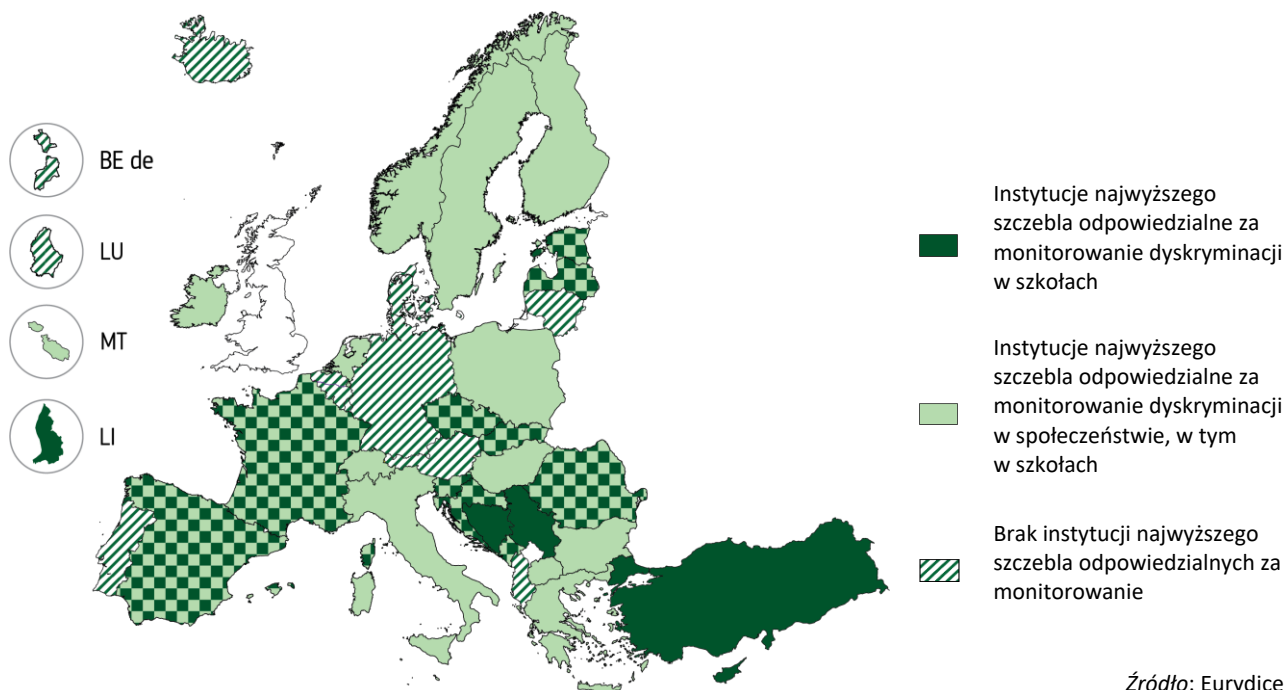 BE de
LU
MT
LI
Instytucje najwyższego
szczebla odpowiedzialne za
monitorowanie dyskryminacji
w szkołach
Instytucje najwyższego
szczebla odpowiedzialne za
monitorowanie dyskryminacji
w społeczeństwie, w tym
w szkołach
Brak instytucji najwyższego
szczebla odpowiedzialnych za
monitorowanie
Źródło: Eurydice